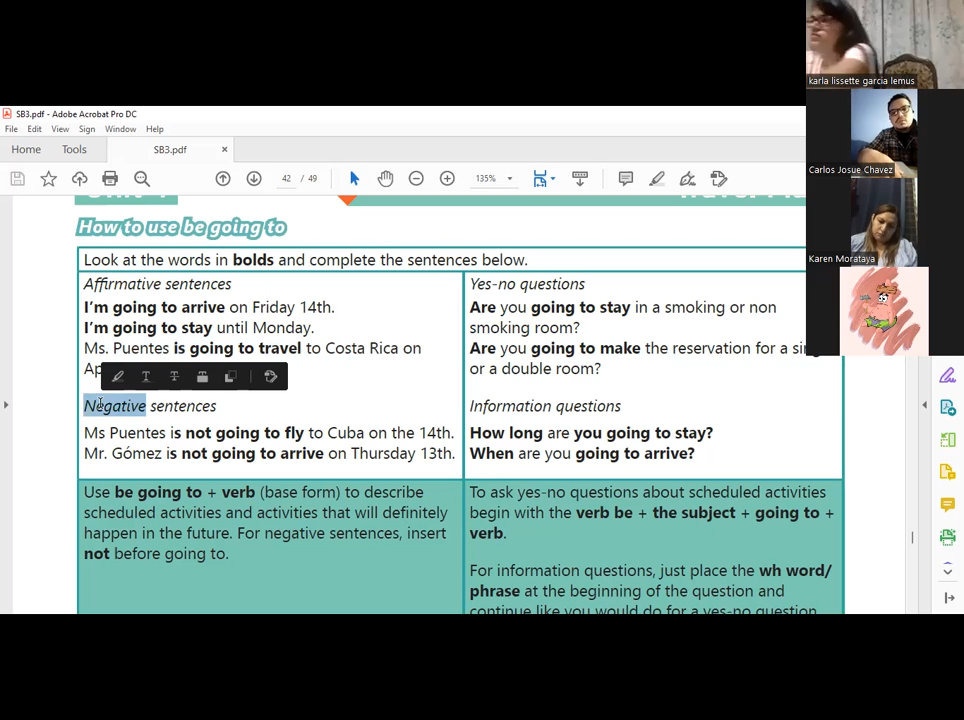 karla lissette garcia lemus
Carlos Josue Chavez
Karen Morataya
SB3.pdf - Adobe Acrobat Pro DC
File Edit View Sign Window Help
Home Tools SB3.pdf ×
42 / 49 135%
How to use be going to
Look at the words in bolds and complete the sentences below.
Affirmative sentences
I'm going to arrive on Friday 14th.
I'm going to stay until Monday.
Ms. Puentes is going to travel to Costa Rica on
Negative sentences
Ms Puentes is not going to fly to Cuba on the 14th.
Mr. Gómez is not going to arrive on Thursday 13th.
Yes-no questions
Are you going to stay in a smoking or non
smoking room?
Are you going to make the reservation for a
or a double room?
Information questions
How long are you going to stay?
When are you going to arrive?
Use be going to + verb (base form) to describe
scheduled activities and activities that will definitely
happen in the future. For negative sentences, insert
not before going to.
To ask yes-no questions about scheduled activities
begin with the verb be + the subject + going to +
verb.
For information questions, just place the wh word/
phrase at the beginning of the question and
continue like you would do for a yes-no question